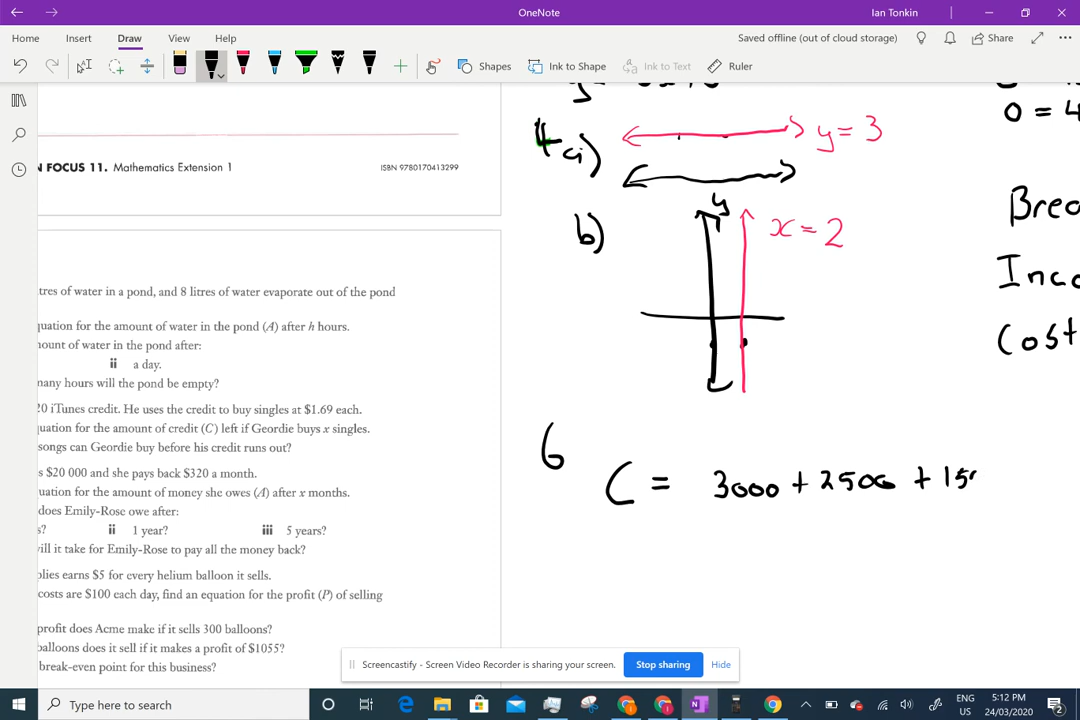 OneNote
Ian Tonkin
Home Insert Draw View Help
Saved offline (out of cloud storage)
Share
Shapes
Ink to Shape
Ink to Text
Ruler
N FOCUS 11. Mathematics Extension 1
ISBN 9780170413299
tres of water in a pond, and 8 litres of water evaporate out of the pond
quation for the amount of water in the pond (A) after h hours.
nount of water in the pond after:
ii a day.
nany hours will the pond be empty?
20 iTunes credit. He uses the credit to buy singles at $1.69 each.
quation for the amount of credit (C) left if Geordie buys x singles.
songs can Geordie buy before his credit runs out?
s $20 000 and she pays back $320 a month.
uation for the amount of money she owes (A) after x months.
does Emily-Rose owe after:
s? ii 1 year? iii 5 years?
will it take for Emily-Rose to pay all the money back?
plies earns $5 for every helium balloon it sells.
costs are $100 each day, find an equation for the profit (P) of selling
profit does Acme make if it sells 300 balloons?
balloons does it sell if it makes a profit of $1055?
break-even point for this business?
4 a)
y = 3
b)
y
x = 2
6
C = 3000 + 2500 + 15
0 = 4
Brea
Inco
Cost
Screencastify - Screen Video Recorder is sharing your screen.
Stop sharing
Hide
Type here to search
ENG
US
5:12 PM
24/03/2020
2